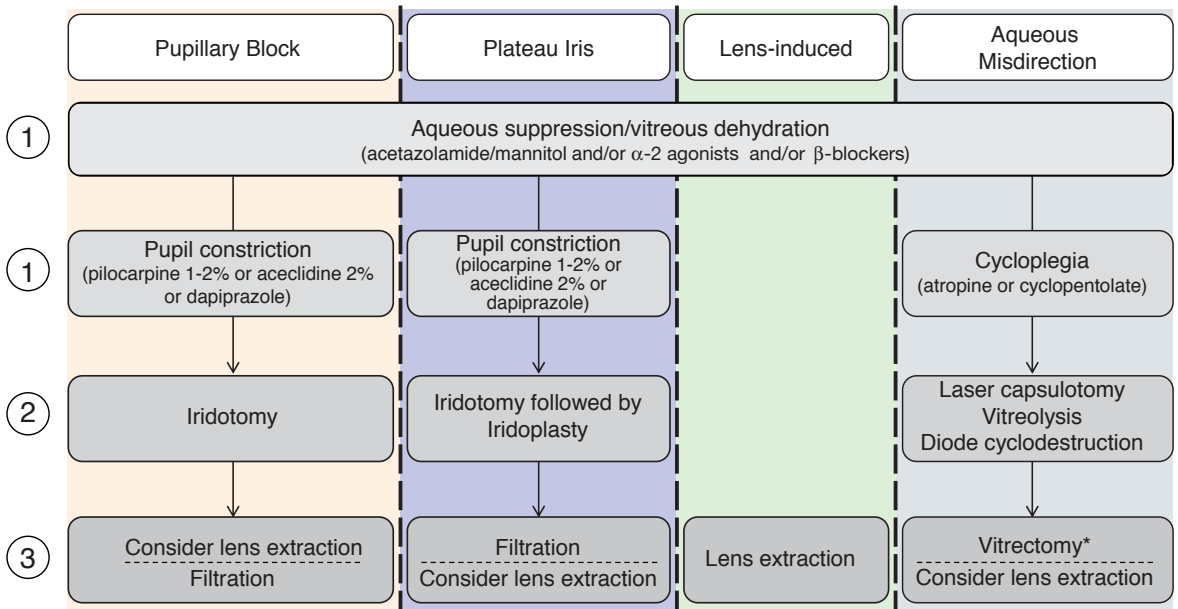 Pupillary Block
Plateau Iris
Lens-induced
Aqueous
Misdirection
1
Aqueous suppression/vitreous dehydration
(acetazolamide/mannitol and/or α-2 agonists and/or β-blockers)
1
Pupil constriction
(pilocarpine 1-2% or aceclidine 2%
or dapiprazole)
Pupil constriction
(pilocarpine 1-2% or
aceclidine 2% or
dapiprazole)
Cycloplegia
(atropine or cyclopentolate)
2
Iridotomy
Iridotomy followed by
Iridoplasty
Laser capsulotomy
Vitreolysis
Diode cyclodestruction
3
Consider lens extraction
Filtration
Filtration
Consider lens extraction
Lens extraction
Vitrectomy*
Consider lens extraction